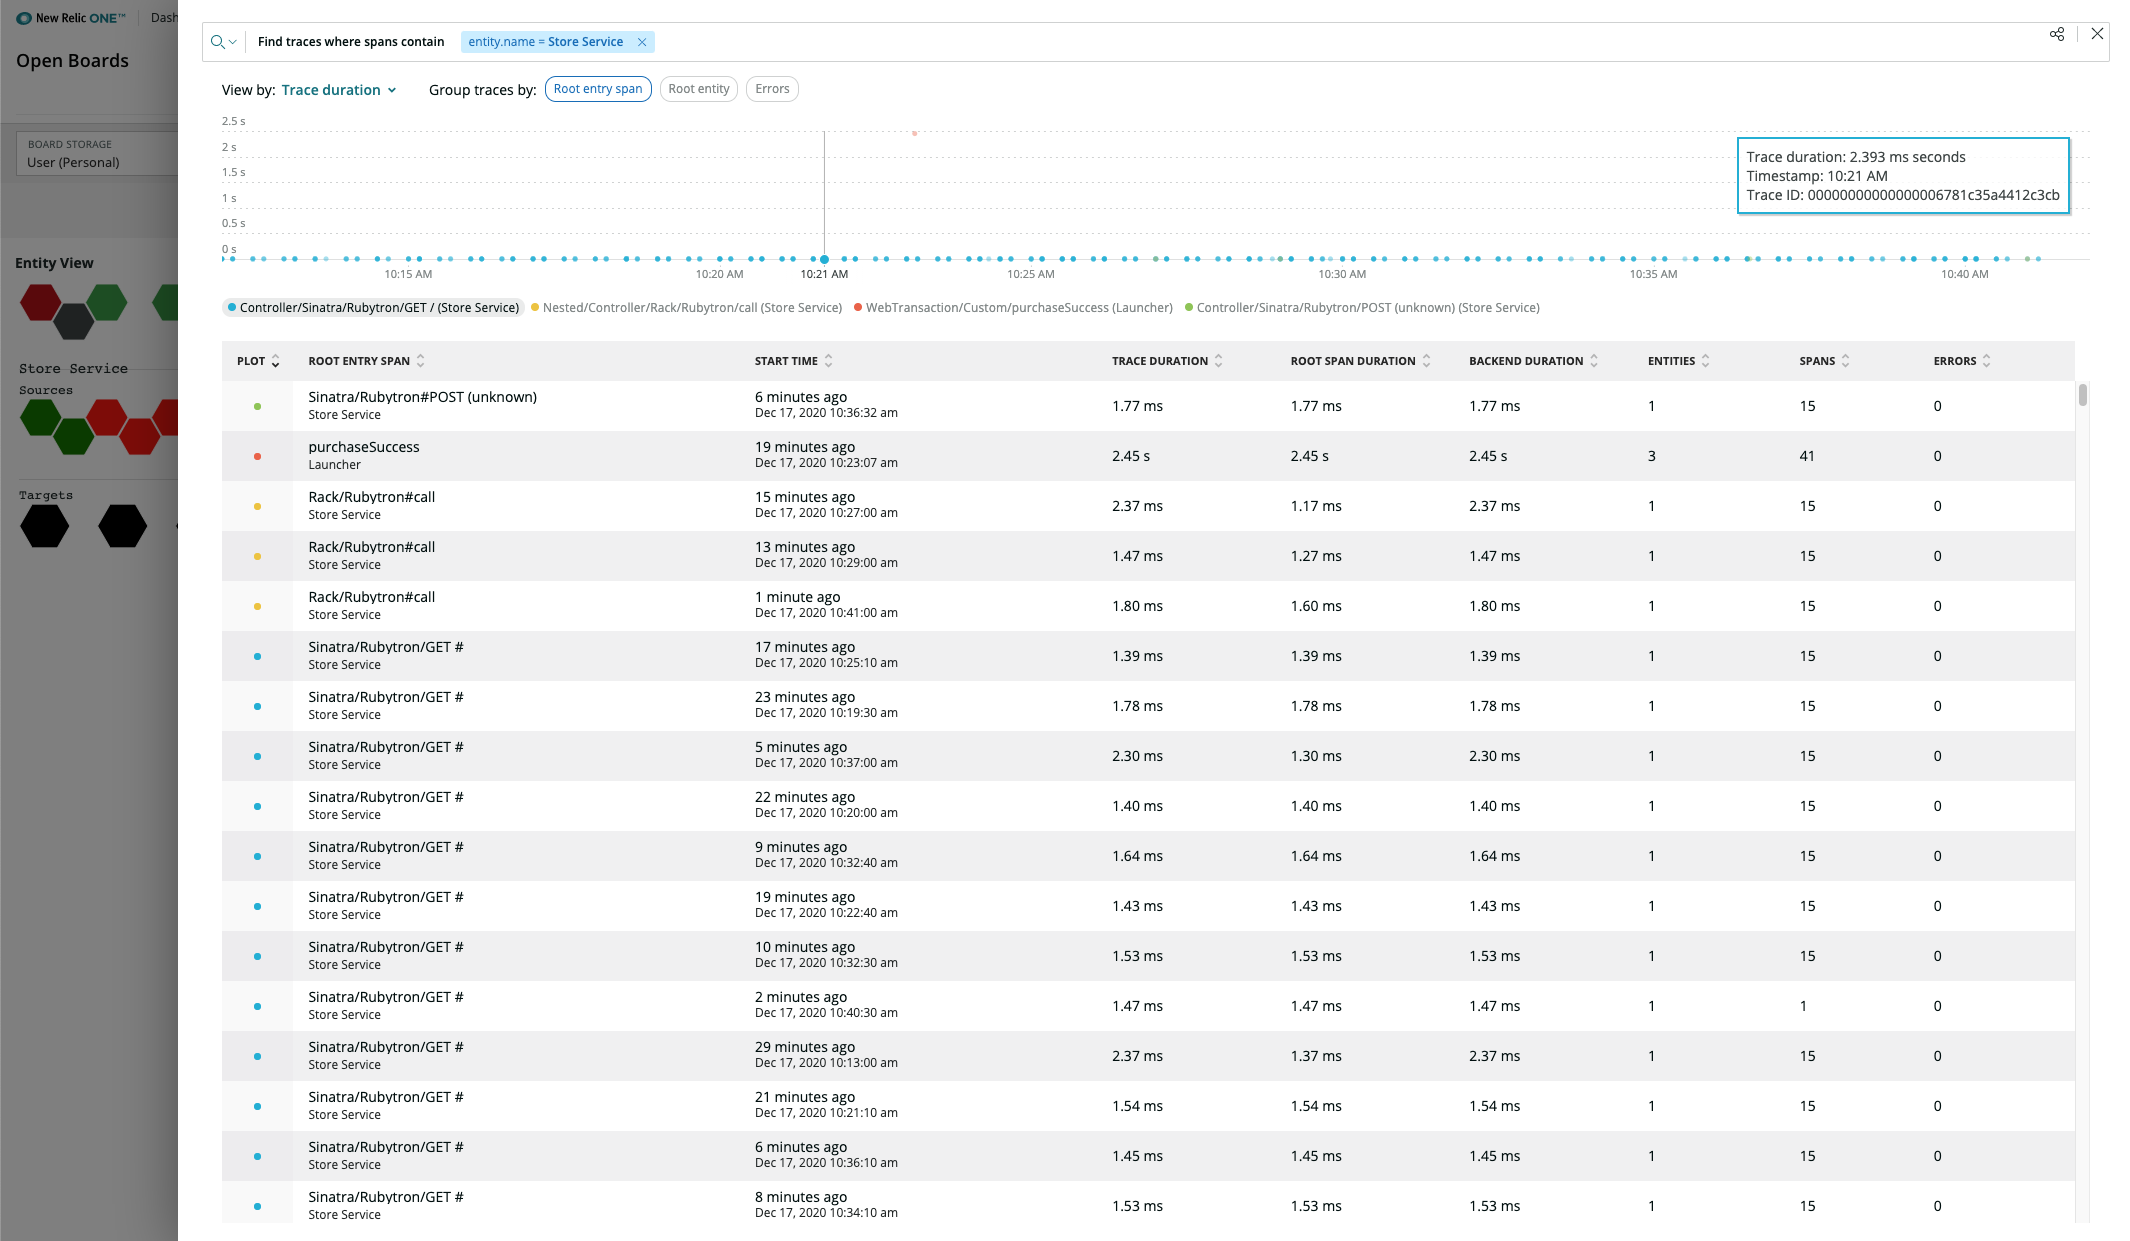 New Relic ONE™ Dash
Open Boards
BOARD STORAGE
User (Personal)
Entity View
Store Service
Sources
Targets
Find traces where spans contain entity.name = Store Service
View by: Trace duration Group traces by: Root entry span Root entity Errors
2.5 s
2 s
1.5 s
1 s
0.5 s
0 s
Trace duration: 2.393 ms seconds
Timestamp: 10:21 AM
Trace ID: 00000000000000006781c35a4412c3cb
10:15 AM 10:20 AM 10:21 AM 10:25 AM 10:30 AM 10:35 AM 10:40 AM
Controller/Sinatra/Rubytron/GET / (Store Service) Nested/Controller/Rack/Rubytron/call (Store Service) WebTransaction/Custom/purchaseSuccess (Launcher) Controller/Sinatra/Rubytron/POST (unknown) (Store Service)
PLOT ROOT ENTRY SPAN START TIME TRACE DURATION ROOT SPAN DURATION BACKEND DURATION ENTITIES SPANS ERRORS
Sinatra/Rubytron#POST (unknown) 6 minutes ago 1.77 ms 1.77 ms 1.77 ms 1 15 0
Store Service Dec 17, 2020 10:36:32 am
purchaseSuccess 19 minutes ago 2.45 s 2.45 s 2.45 s 3 41 0
Launcher Dec 17, 2020 10:23:07 am
Rack/Rubytron#call 15 minutes ago 2.37 ms 1.17 ms 2.37 ms 1 15 0
Store Service Dec 17, 2020 10:27:00 am
Rack/Rubytron#call 13 minutes ago 1.47 ms 1.27 ms 1.47 ms 1 15 0
Store Service Dec 17, 2020 10:29:00 am
Rack/Rubytron#call 1 minute ago 1.80 ms 1.60 ms 1.80 ms 1 15 0
Store Service Dec 17, 2020 10:41:00 am
Sinatra/Rubytron/GET # 17 minutes ago 1.39 ms 1.39 ms 1.39 ms 1 15 0
Store Service Dec 17, 2020 10:25:10 am
Sinatra/Rubytron/GET # 23 minutes ago 1.78 ms 1.78 ms 1.78 ms 1 15 0
Store Service Dec 17, 2020 10:19:30 am
Sinatra/Rubytron/GET # 5 minutes ago 2.30 ms 1.30 ms 2.30 ms 1 15 0
Store Service Dec 17, 2020 10:37:00 am
Sinatra/Rubytron/GET # 22 minutes ago 1.40 ms 1.40 ms 1.40 ms 1 15 0
Store Service Dec 17, 2020 10:20:00 am
Sinatra/Rubytron/GET # 9 minutes ago 1.64 ms 1.64 ms 1.64 ms 1 15 0
Store Service Dec 17, 2020 10:32:40 am
Sinatra/Rubytron/GET # 19 minutes ago 1.43 ms 1.43 ms 1.43 ms 1 15 0
Store Service Dec 17, 2020 10:22:40 am
Sinatra/Rubytron/GET # 10 minutes ago 1.53 ms 1.53 ms 1.53 ms 1 15 0
Store Service Dec 17, 2020 10:32:30 am
Sinatra/Rubytron/GET # 2 minutes ago 1.47 ms 1.47 ms 1.47 ms 1 1 0
Store Service Dec 17, 2020 10:40:30 am
Sinatra/Rubytron/GET # 29 minutes ago 2.37 ms 1.37 ms 2.37 ms 1 15 0
Store Service Dec 17, 2020 10:13:00 am
Sinatra/Rubytron/GET # 21 minutes ago 1.54 ms 1.54 ms 1.54 ms 1 15 0
Store Service Dec 17, 2020 10:21:10 am
Sinatra/Rubytron/GET # 6 minutes ago 1.45 ms 1.45 ms 1.45 ms 1 15 0
Store Service Dec 17, 2020 10:36:10 am
Sinatra/Rubytron/GET # 8 minutes ago 1.53 ms 1.53 ms 1.53 ms 1 15 0
Store Service Dec 17, 2020 10:34:10 am